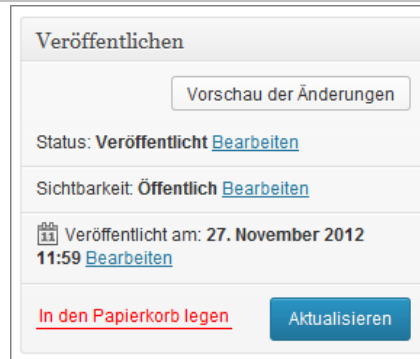 Veröffentlichen
Vorschau der Änderungen
Status: Veröffentlicht Bearbeiten
Sichtbarkeit: Öffentlich Bearbeiten
11 Veröffentlicht am: 27. November 2012
11:59 Bearbeiten
In den Papierkorb legen Aktualisieren